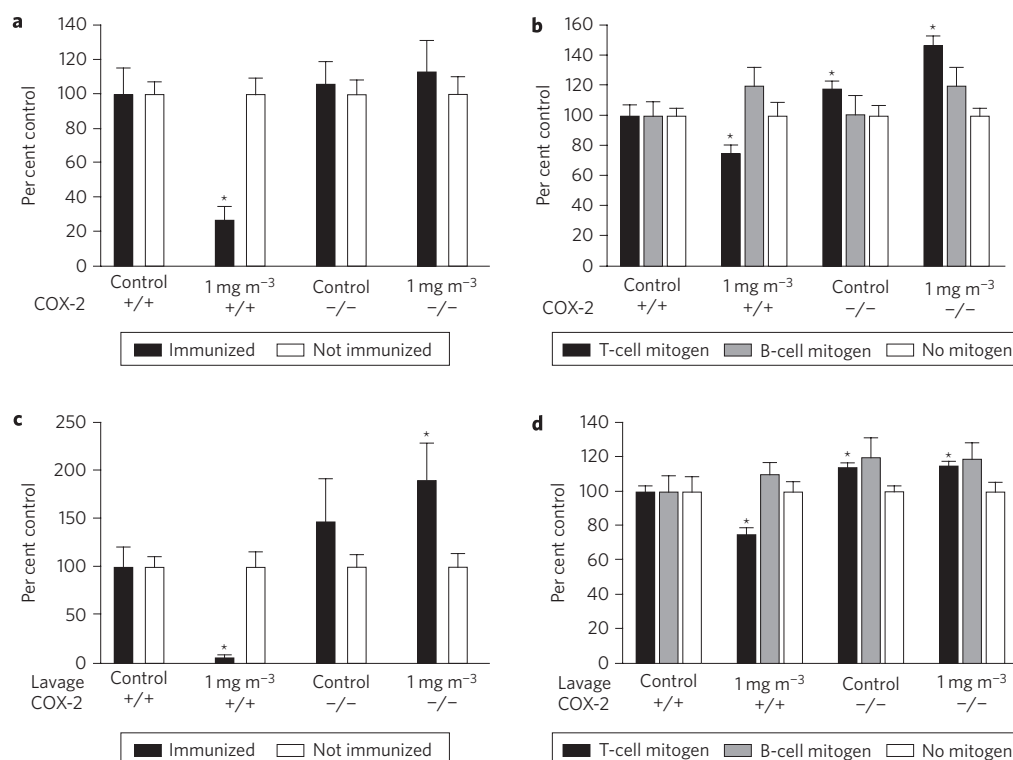 a
140
120
100
80
60
40
20
0
Per cent control
*
Control 1 mg m⁻³ Control 1 mg m⁻³
COX-2 +/+ +/+ −/− −/−
Immunized Not immunized
b
160
140
120
100
80
60
40
20
0
Per cent control
* * *
Control 1 mg m⁻³ Control 1 mg m⁻³
COX-2 +/+ +/+ −/− −/−
T-cell mitogen B-cell mitogen No mitogen
c
250
200
150
100
50
0
Per cent control
* *
Lavage Control 1 mg m⁻³ Control 1 mg m⁻³
COX-2 +/+ +/+ −/− −/−
Immunized Not immunized
d
140
120
100
80
60
40
20
0
Per cent control
* * *
Lavage Control 1 mg m⁻³ Control 1 mg m⁻³
COX-2 +/+ +/+ −/− −/−
T-cell mitogen B-cell mitogen No mitogen